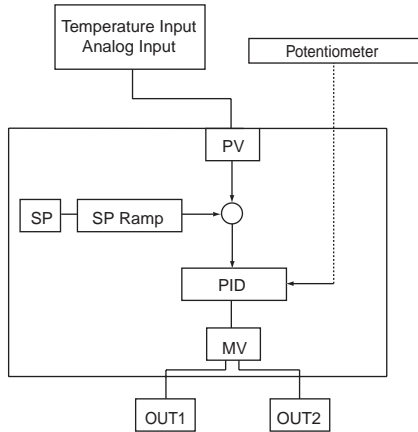 Temperature Input
Analog Input
Potentiometer
PV
SP
SP Ramp
PID
MV
OUT1
OUT2